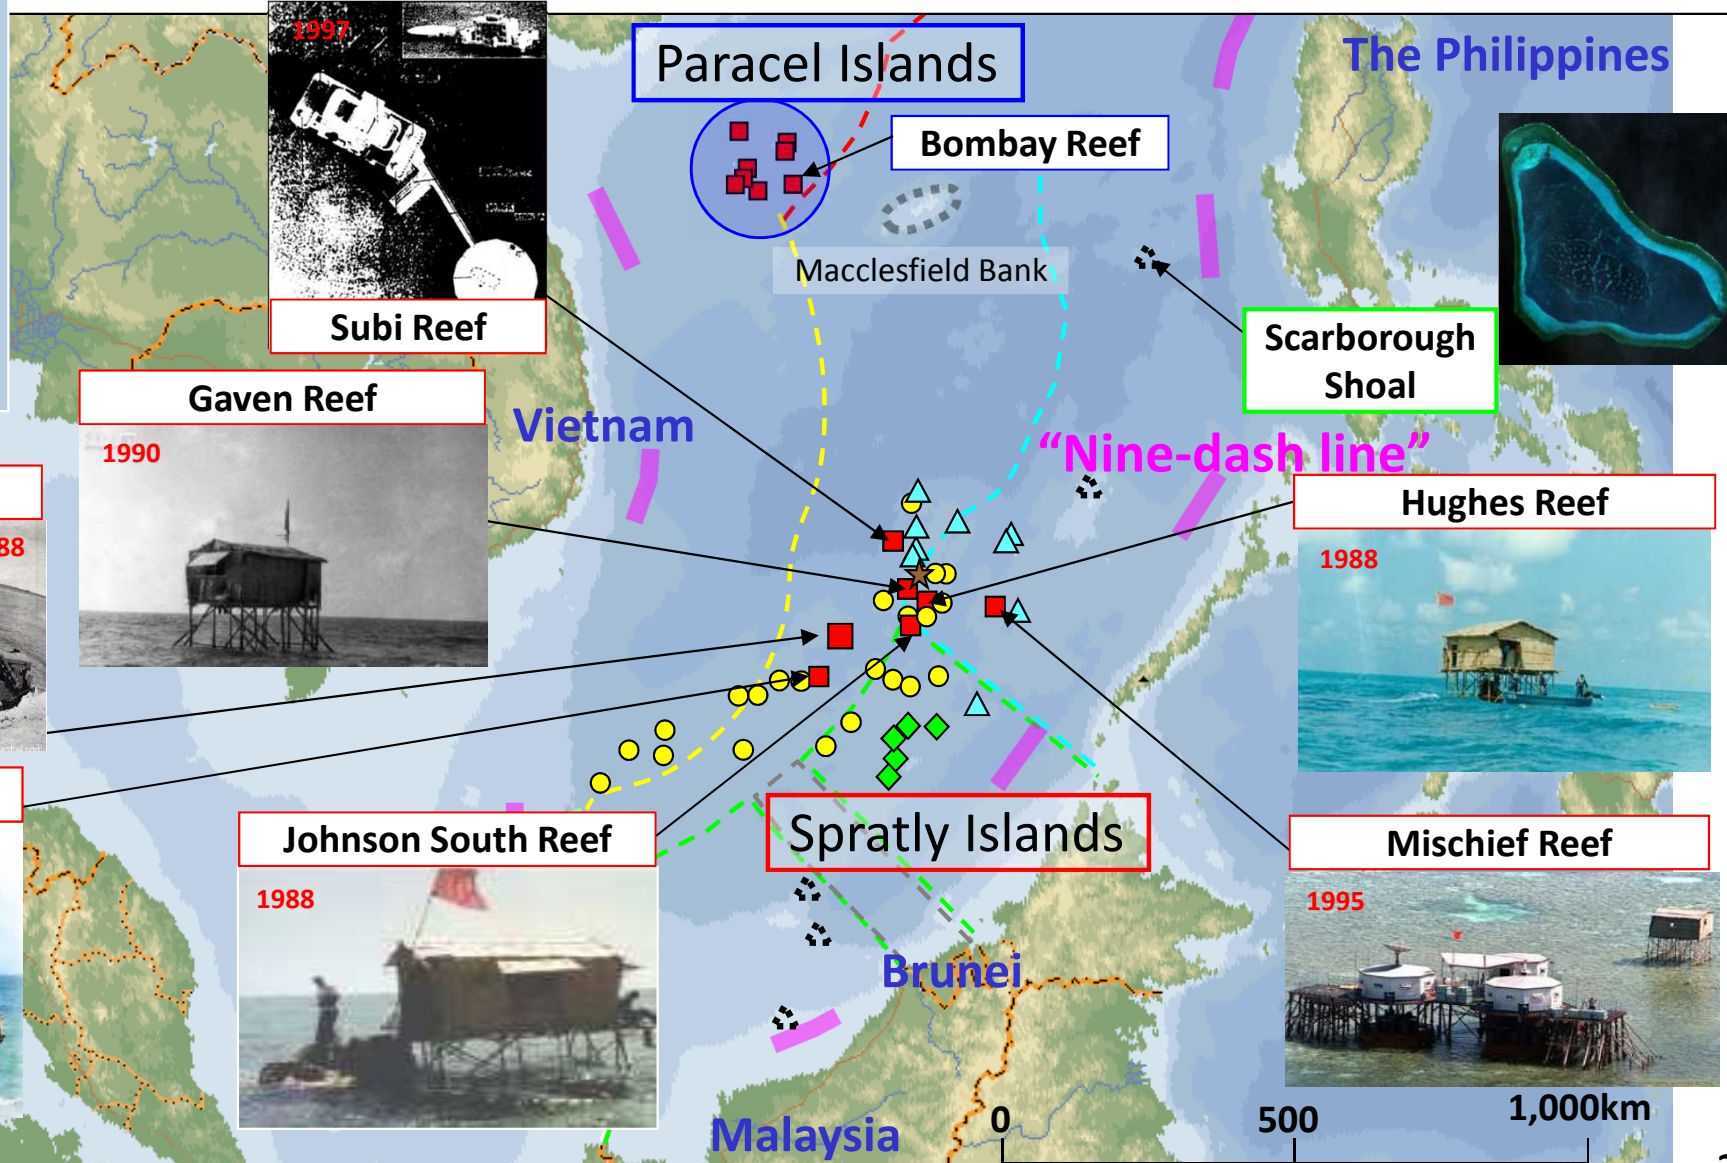 1997
Paracel Islands
The Philippines
Bombay Reef
Macclesfield Bank
Subi Reef
Scarborough
Shoal
Gaven Reef
1990
Vietnam
“Nine-dash line”
Hughes Reef
1988
88
Johnson South Reef
1988
Spratly Islands
Mischief Reef
1995
Brunei
Malaysia
0
500
1,000km